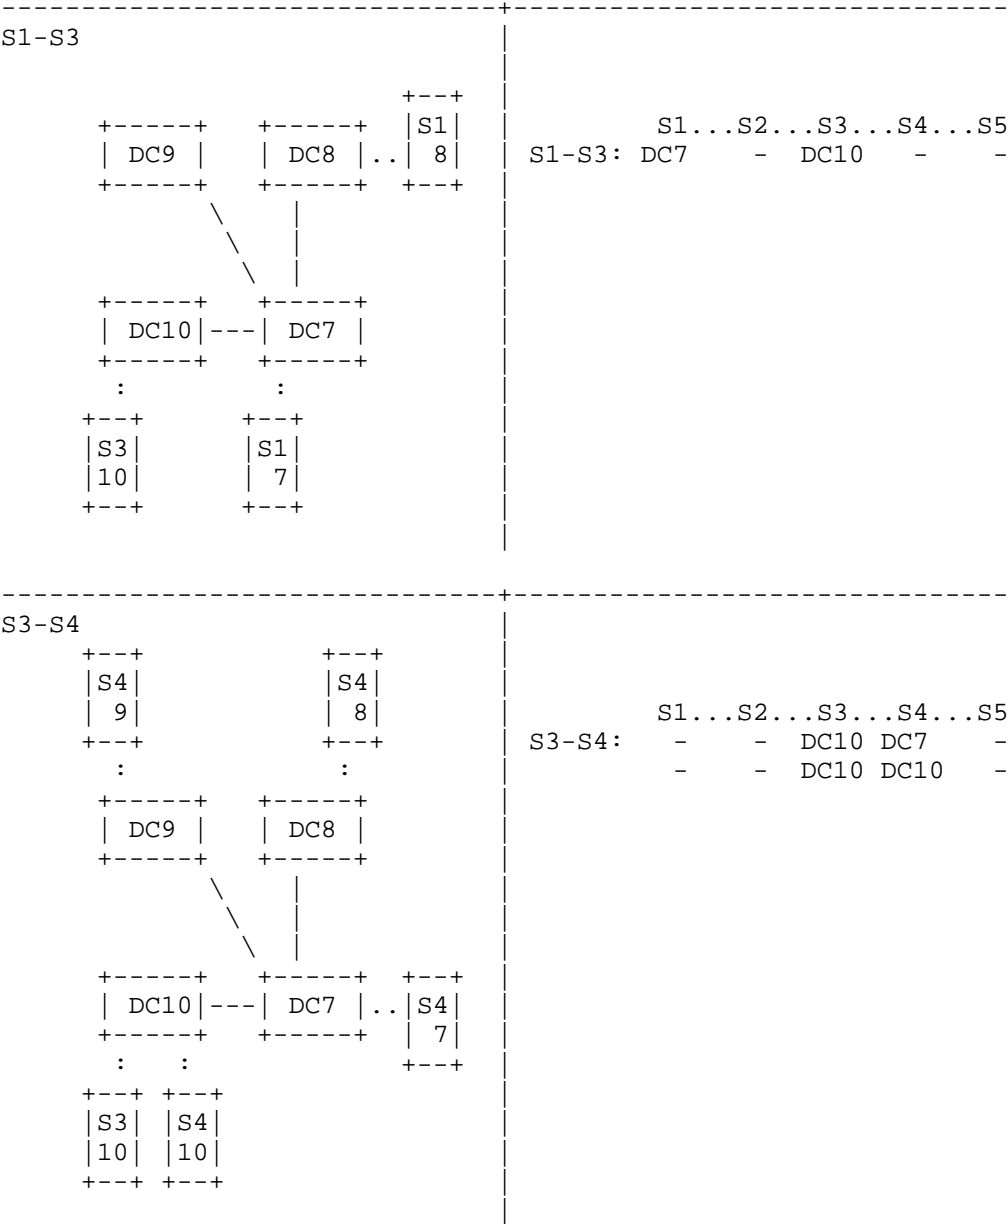 -------------------------------+-------------------------------
S1-S3                          |
                               |
                         +--+  |
      +-----+   +-----+  |S1|  |         S1...S2...S3...S4...S5
      | DC9 |   | DC8 |..| 8|  | S1-S3: DC7    -  DC10   -   -
      +-----+   +-----+  +--+  |
             \    |            |
              \   |            |
               \  |            |
      +-----+   +-----+        |
      | DC10|---| DC7 |        |
      +-----+   +-----+        |
       :         :             |
     +--+      +--+            |
     |S3|      |S1|            |
     |10|      | 7|            |
     +--+      +--+            |
                               |

-------------------------------+-------------------------------
S3-S4                          |
     +--+           +--+       |
     |S4|           |S4|       |
     | 9|           | 8|       |         S1...S2...S3...S4...S5
     +--+           +--+       | S3-S4:   -    -  DC10 DC7    -
       :             :         |          -    -  DC10 DC10   -
      +-----+   +-----+        |
      | DC9 |   | DC8 |        |
      +-----+   +-----+        |
             \    |            |
              \   |            |
               \  |            |
      +-----+   +-----+  +--+  |
      | DC10|---| DC7 |..|S4|  |
      +-----+   +-----+  | 7|  |
       :   :             +--+  |
     +--+ +--+                 |
     |S3| |S4|                 |
     |10| |10|                 |
     +--+ +--+                 |
                               |